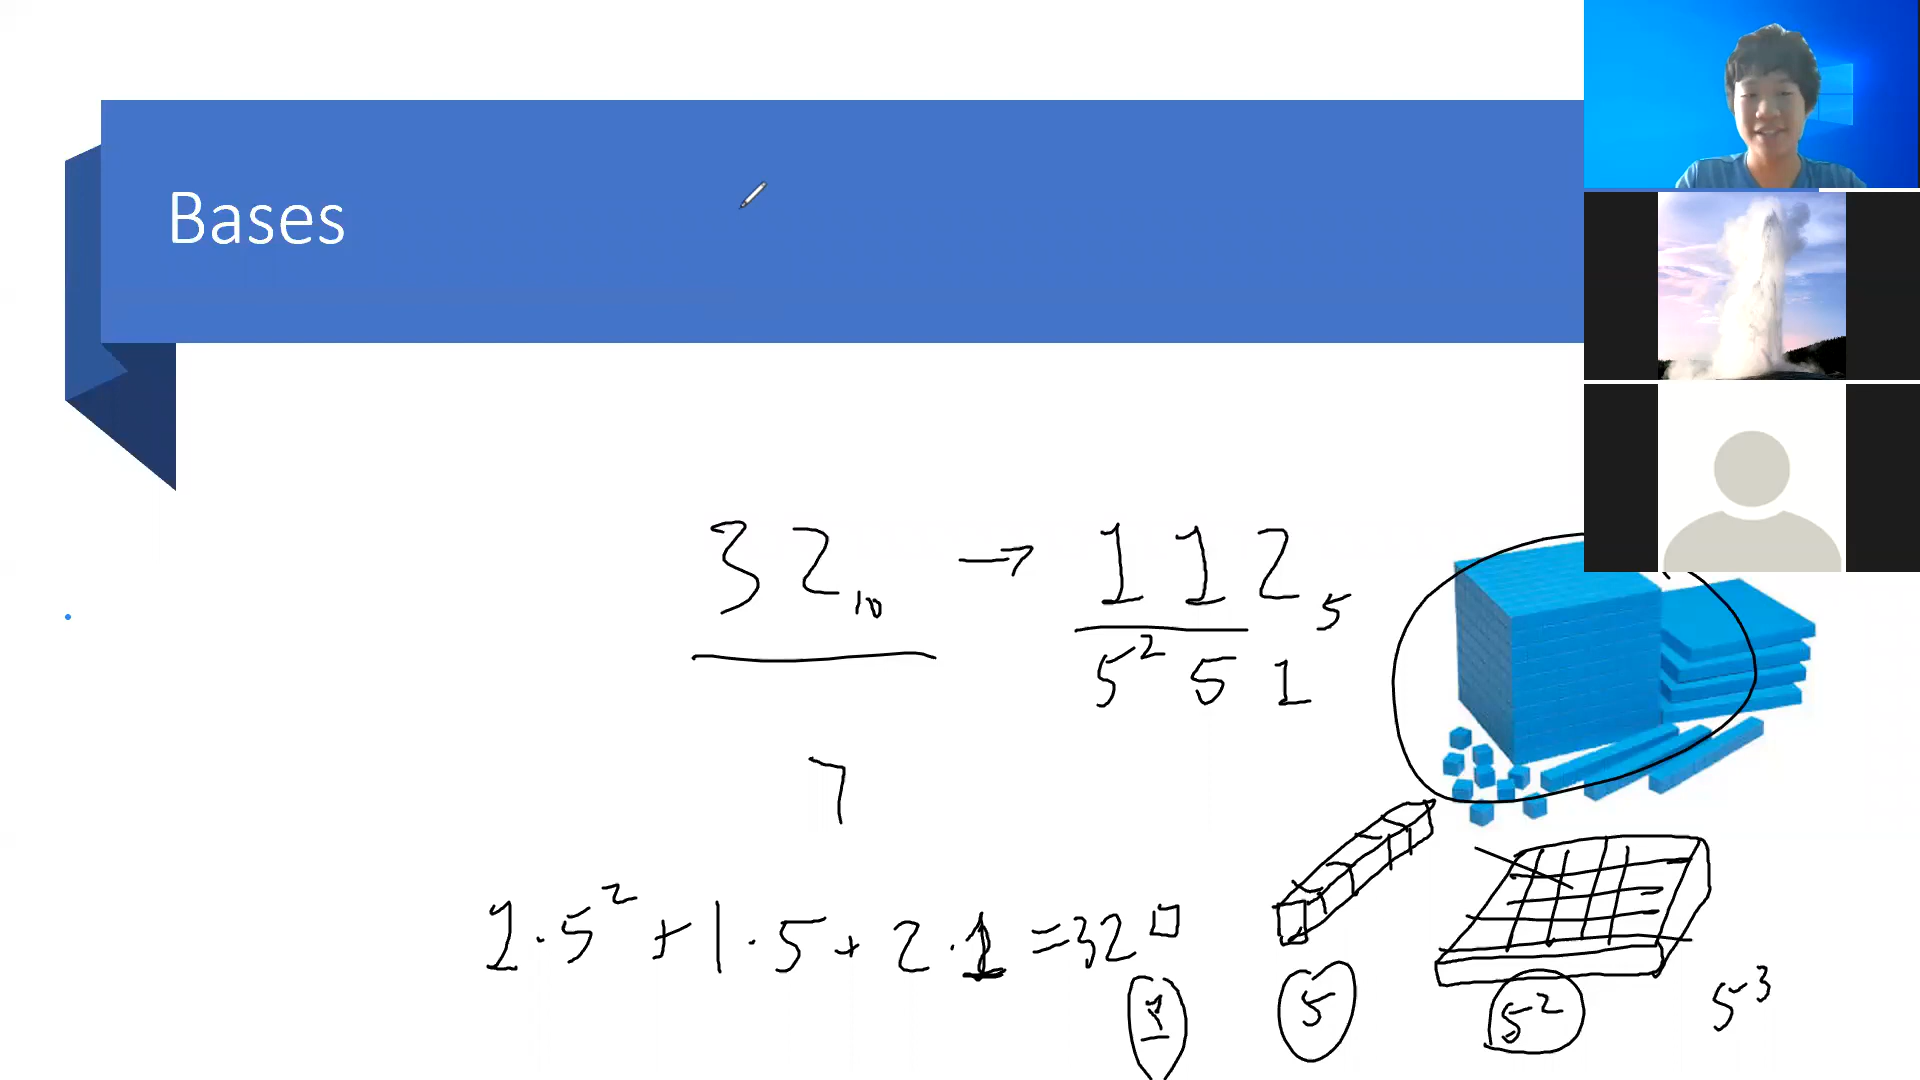 Bases
32₁₀ → 112₅
5² 5 1
7
1·5² + 1·5 + 2·1 = 32
1 5 5² 5³